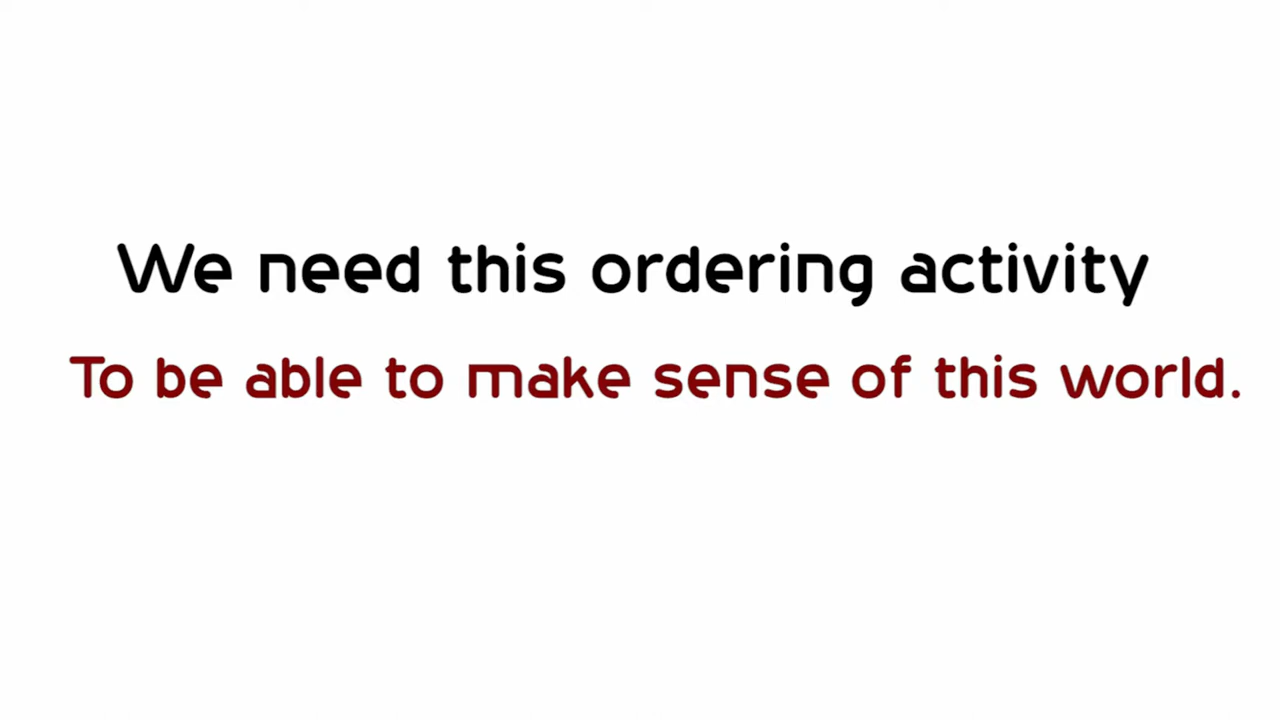 We need this ordering activity
To be able to make sense of this world.